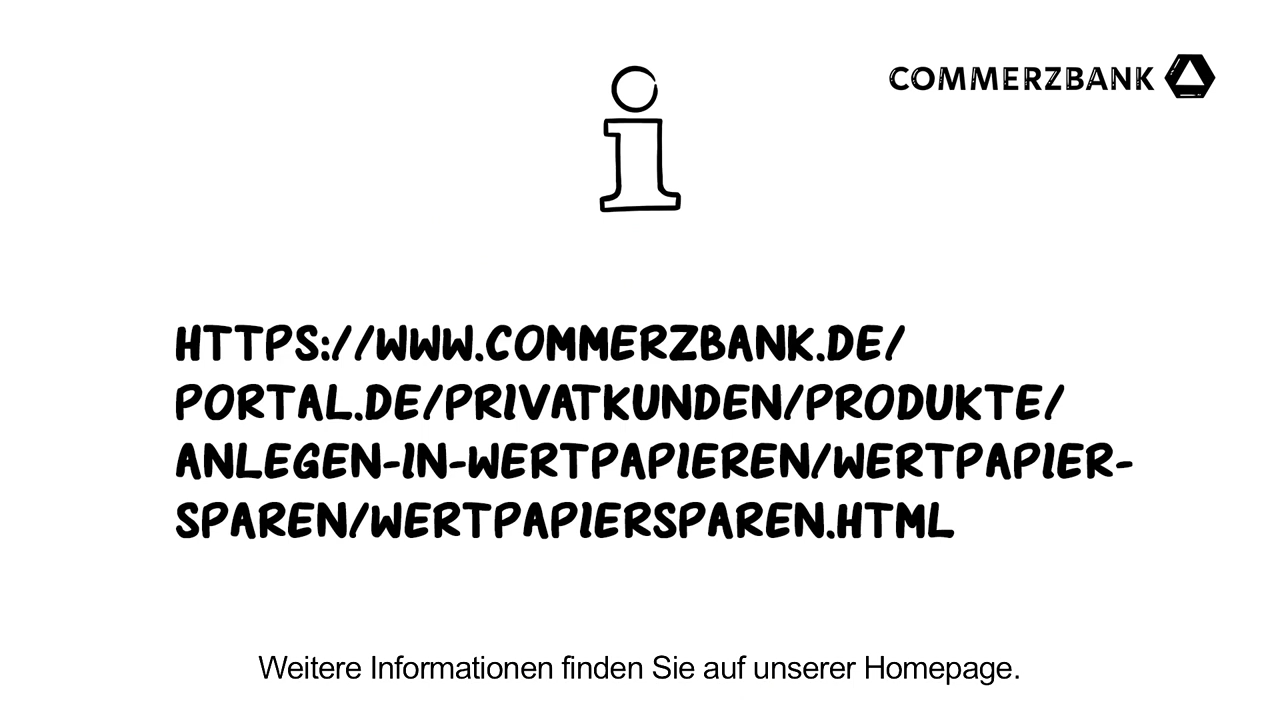 COMMERZBANK
HTTPS://WWW.COMMERZBANK.DE/
PORTAL.DE/PRIVATKUNDEN/PRODUKTE/
ANLEGEN-IN-WERTPAPIEREN/WERTPAPIER-
SPAREN/WERTPAPIERSPAREN.HTML
Weitere Informationen finden Sie auf unserer Homepage.